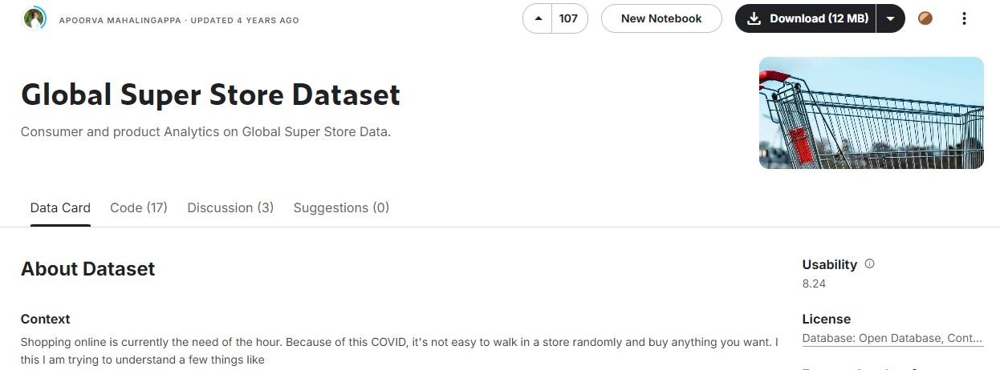 APOORVA MAHALINGAPPA · UPDATED 4 YEARS AGO
107
New Notebook
Download (12 MB)
Global Super Store Dataset
Consumer and product Analytics on Global Super Store Data.
Data Card
Code (17)
Discussion (3)
Suggestions (0)
About Dataset
Usability
8.24
Context
License
Shopping online is currently the need of the hour. Because of this COVID, it's not easy to walk in a store randomly and buy anything you want. I
Database: Open Database, Cont...
this I am trying to understand a few things like